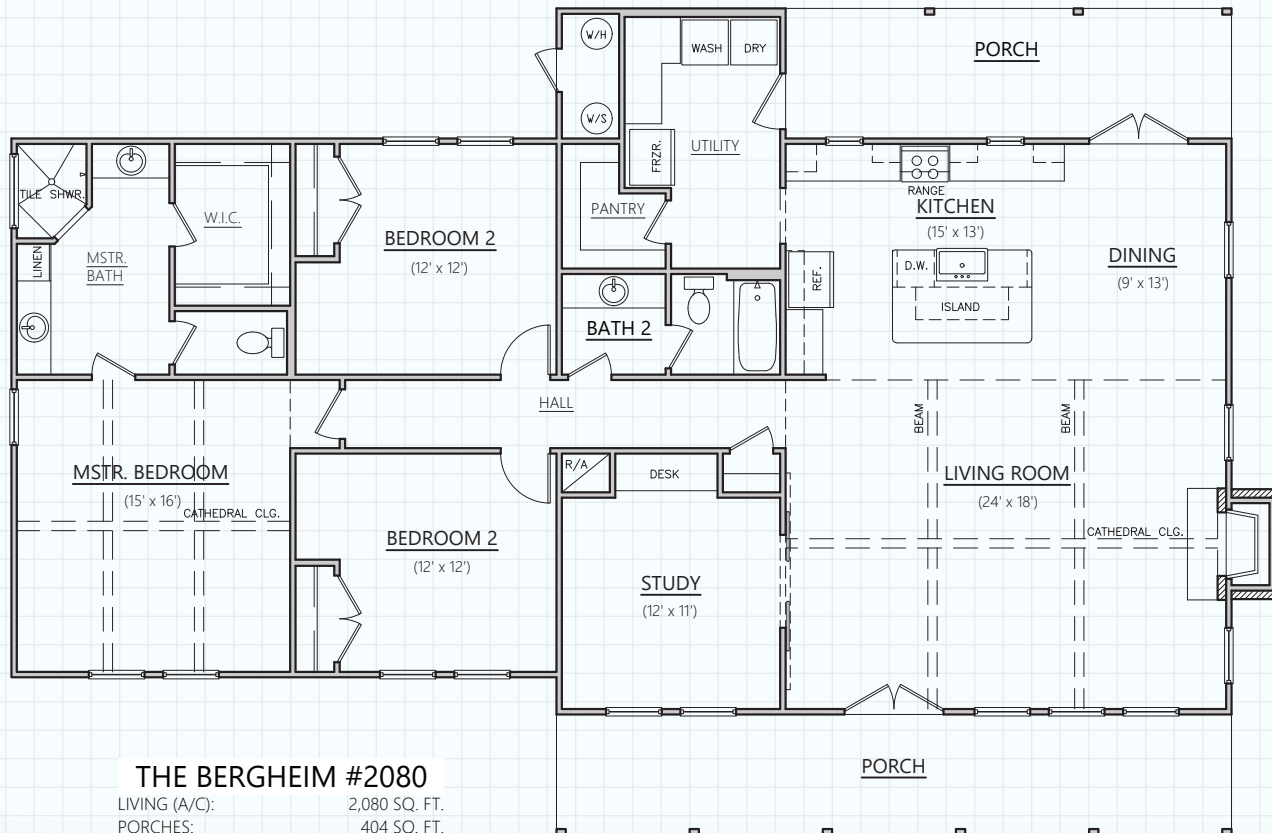 W/H
WASH
DRY
PORCH
W/S
FRZR.
UTILITY
TILE SHWR.
RANGE
W.I.C.
PANTRY
KITCHEN
(15' x 13')
BEDROOM 2
(12' x 12')
MSTR.
BATH
LINEN
DINING
(9' x 13')
D.W.
REF.
ISLAND
BATH 2
HALL
BEAM
BEAM
R/A
DESK
MSTR. BEDROOM
(15' x 16')
CATHEDRAL CLG.
LIVING ROOM
(24' x 18')
CATHEDRAL CLG.
BEDROOM 2
(12' x 12')
STUDY
(12' x 11')
PORCH
THE BERGHEIM #2080
LIVING (A/C): 2,080 SQ. FT.
PORCHES: 404 SQ. FT.